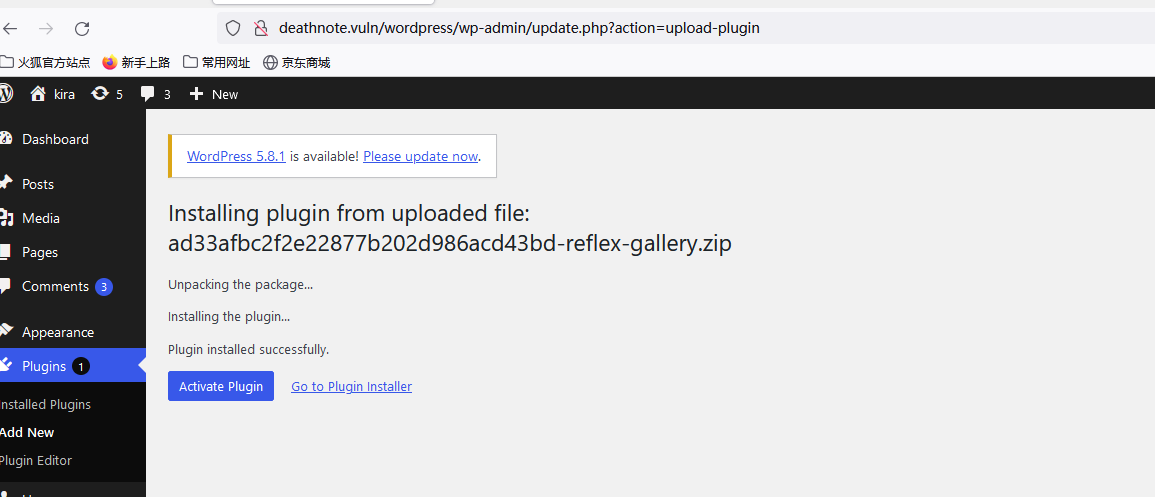 deathnote.vuln/wordpress/wp-admin/update.php?action=upload-plugin
火狐官方站点 新手上路 常用网址 京东商城
kira 5 3 New
Dashboard
Posts
Media
Pages
Comments 3
Appearance
Plugins 1
Installed Plugins
Add New
Plugin Editor
WordPress 5.8.1 is available! Please update now.
Installing plugin from uploaded file:
ad33afbc2f2e22877b202d986acd43bd-reflex-gallery.zip
Unpacking the package...
Installing the plugin...
Plugin installed successfully.
Activate Plugin Go to Plugin Installer